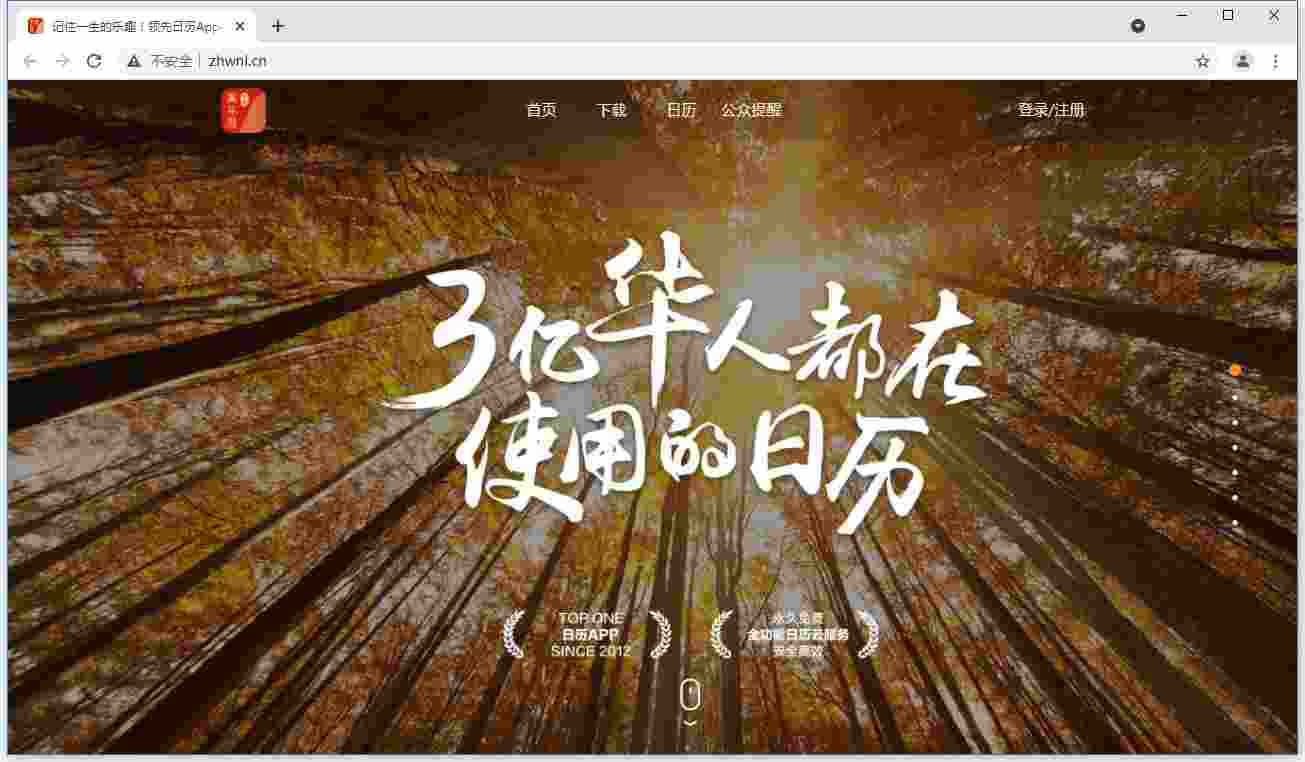 记住一生的乐趣！领先日历App-
不安全 zhwnl.cn
万年历
首页 下载 日历 公众提醒 登录/注册
3亿华人都在
使用的日历
TOP ONE
日历APP
SINCE 2012
永久免费
全功能日历云服务
安全高效